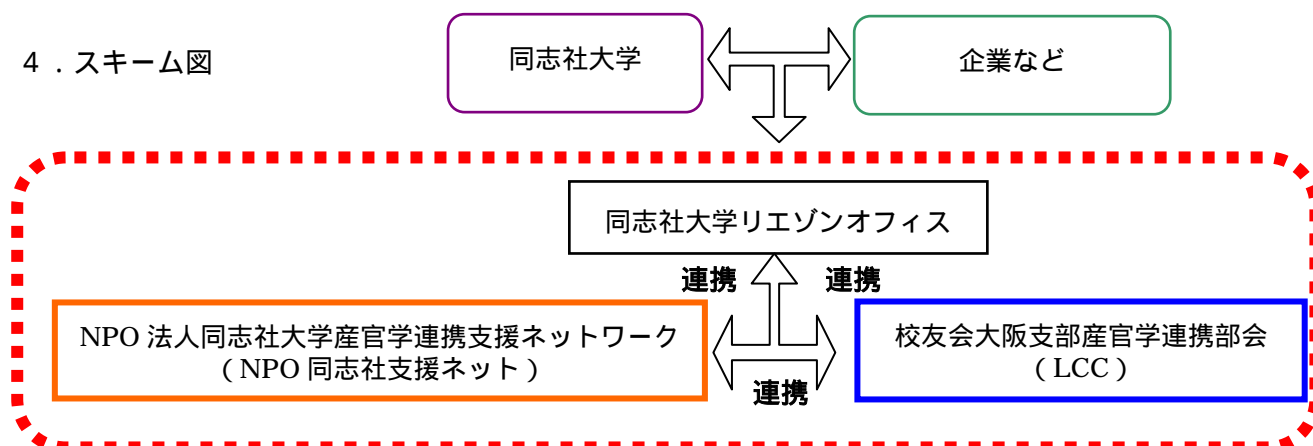 4．スキーム図
同志社大学
企業など
同志社大学リエゾンオフィス
連携
連携
NPO 法人同志社大学産官学連携支援ネットワーク
（NPO 同志社支援ネット）
校友会大阪支部産官学連携部会
（LCC）
連携